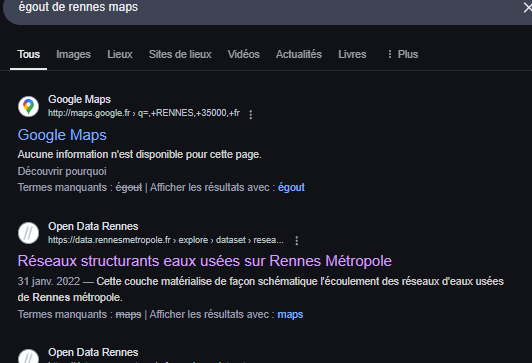 égout de rennes maps
Tous Images Lieux Sites de lieux Vidéos Actualités Livres Plus
Google Maps
http://maps.google.fr › q=,+RENNES,+35000,+fr
Google Maps
Aucune information n'est disponible pour cette page.
Découvrir pourquoi
Termes manquants : égout | Afficher les résultats avec : égout
Open Data Rennes
https://data.rennesmetropole.fr › explore › dataset › resea...
Réseaux structurants eaux usées sur Rennes Métropole
31 janv. 2022 — Cette couche matérialise de façon schématique l'écoulement des réseaux d'eaux usées
de Rennes métropole.
Termes manquants : maps | Afficher les résultats avec : maps
Open Data Rennes